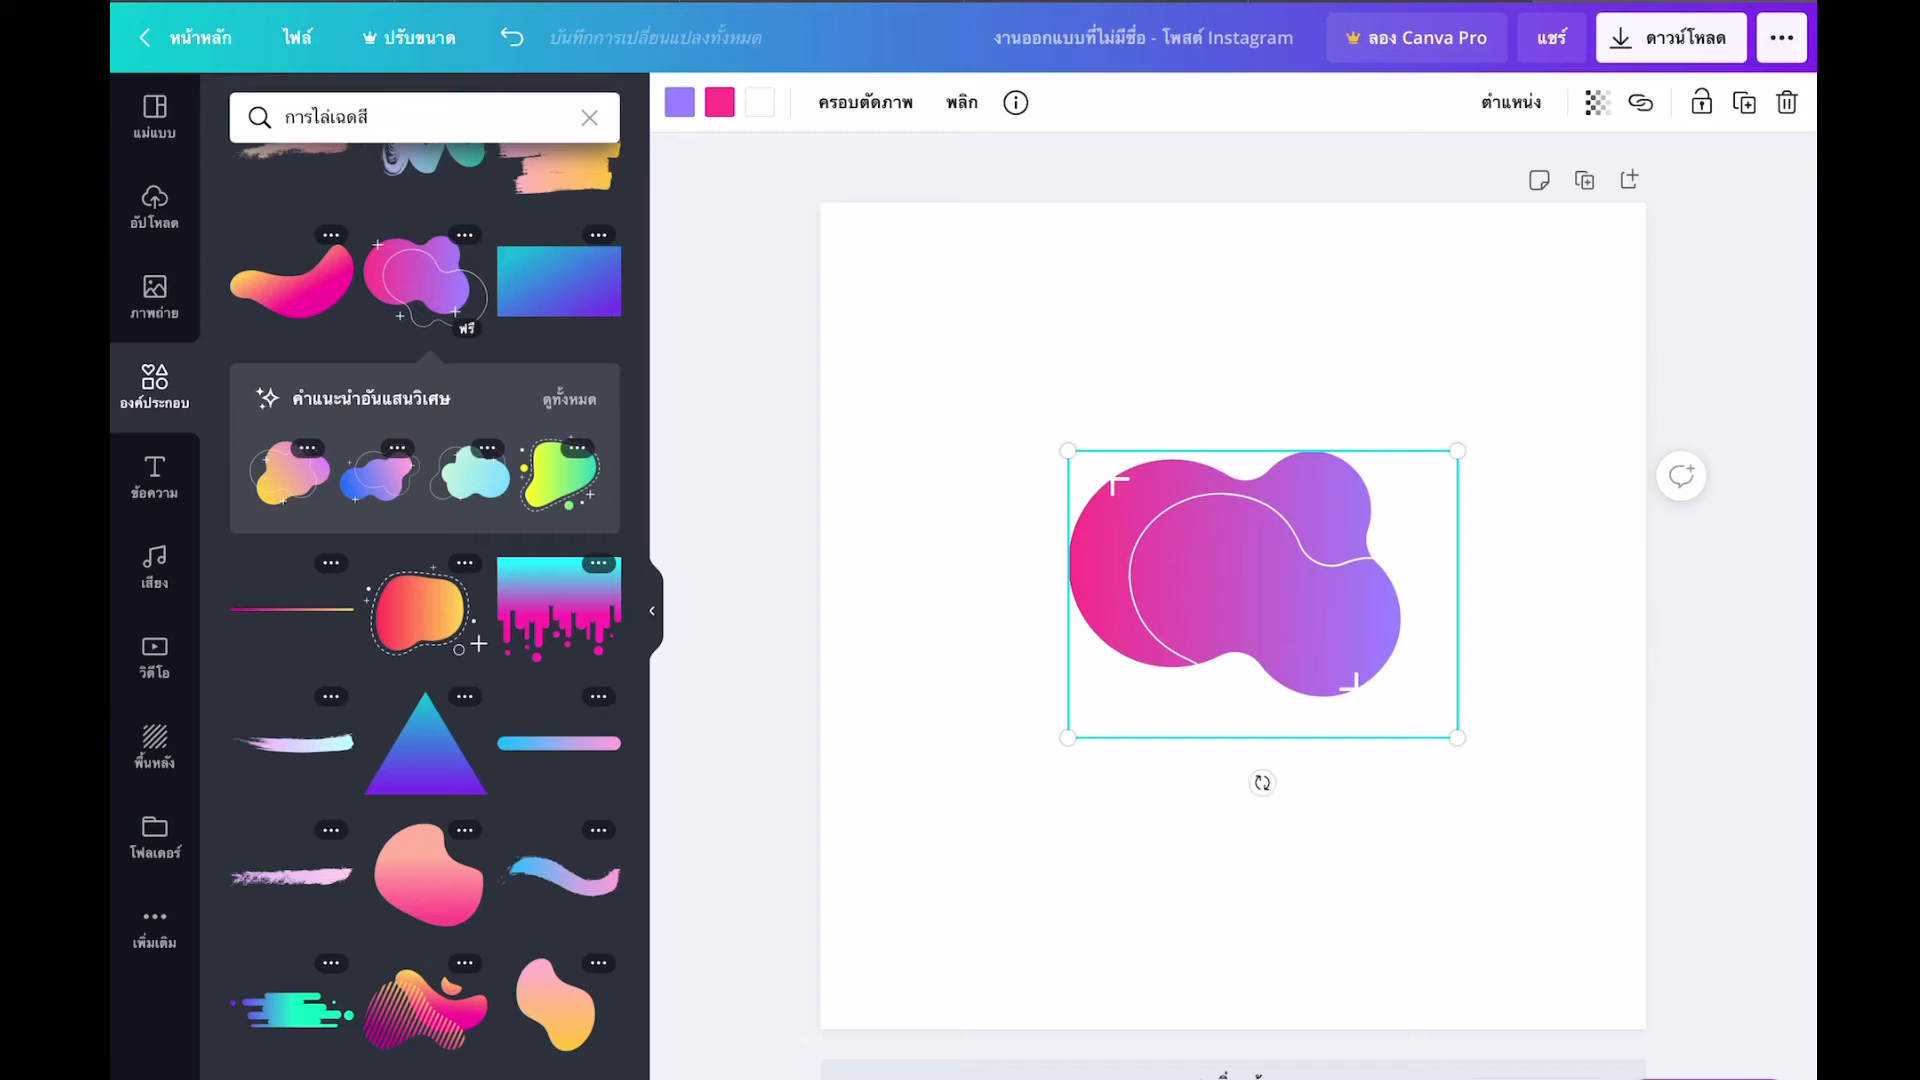 หน้าหลัก ไฟล์ ปรับขนาด บันทึกการเปลี่ยนแปลงทั้งหมด งานออกแบบที่ไม่มีชื่อ - โพสต์ Instagram ลอง Canva Pro แชร์ ดาวน์โหลด
แม่แบบ
อัปโหลด
ภาพถ่าย
องค์ประกอบ
ข้อความ
เสียง
วิดีโอ
พื้นหลัง
โฟลเดอร์
เพิ่มเติม
การไล่เฉดสี
ฟรี
คำแนะนำอันแสนวิเศษ ดูทั้งหมด
ครอบตัดภาพ พลิก ตำแหน่ง